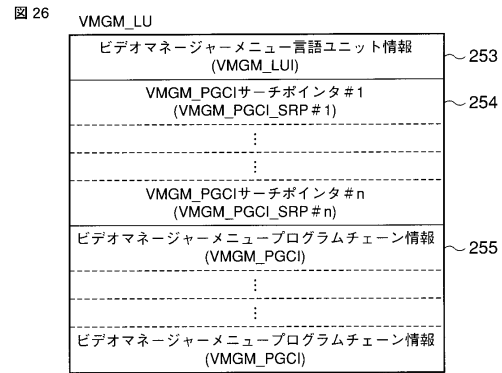 図 26
VMGM_LU
ビデオマネージャーメニュー言語ユニット情報
(VMGM_LUI)
253
VMGM_PGCIサーチポインタ＃1
(VMGM_PGCI_SRP＃1)
254
⋮
⋮
VMGM_PGCIサーチポインタ＃n
(VMGM_PGCI_SRP＃n)
ビデオマネージャーメニュープログラムチェーン情報
(VMGM_PGCI)
255
⋮
⋮
ビデオマネージャーメニュープログラムチェーン情報
(VMGM_PGCI)